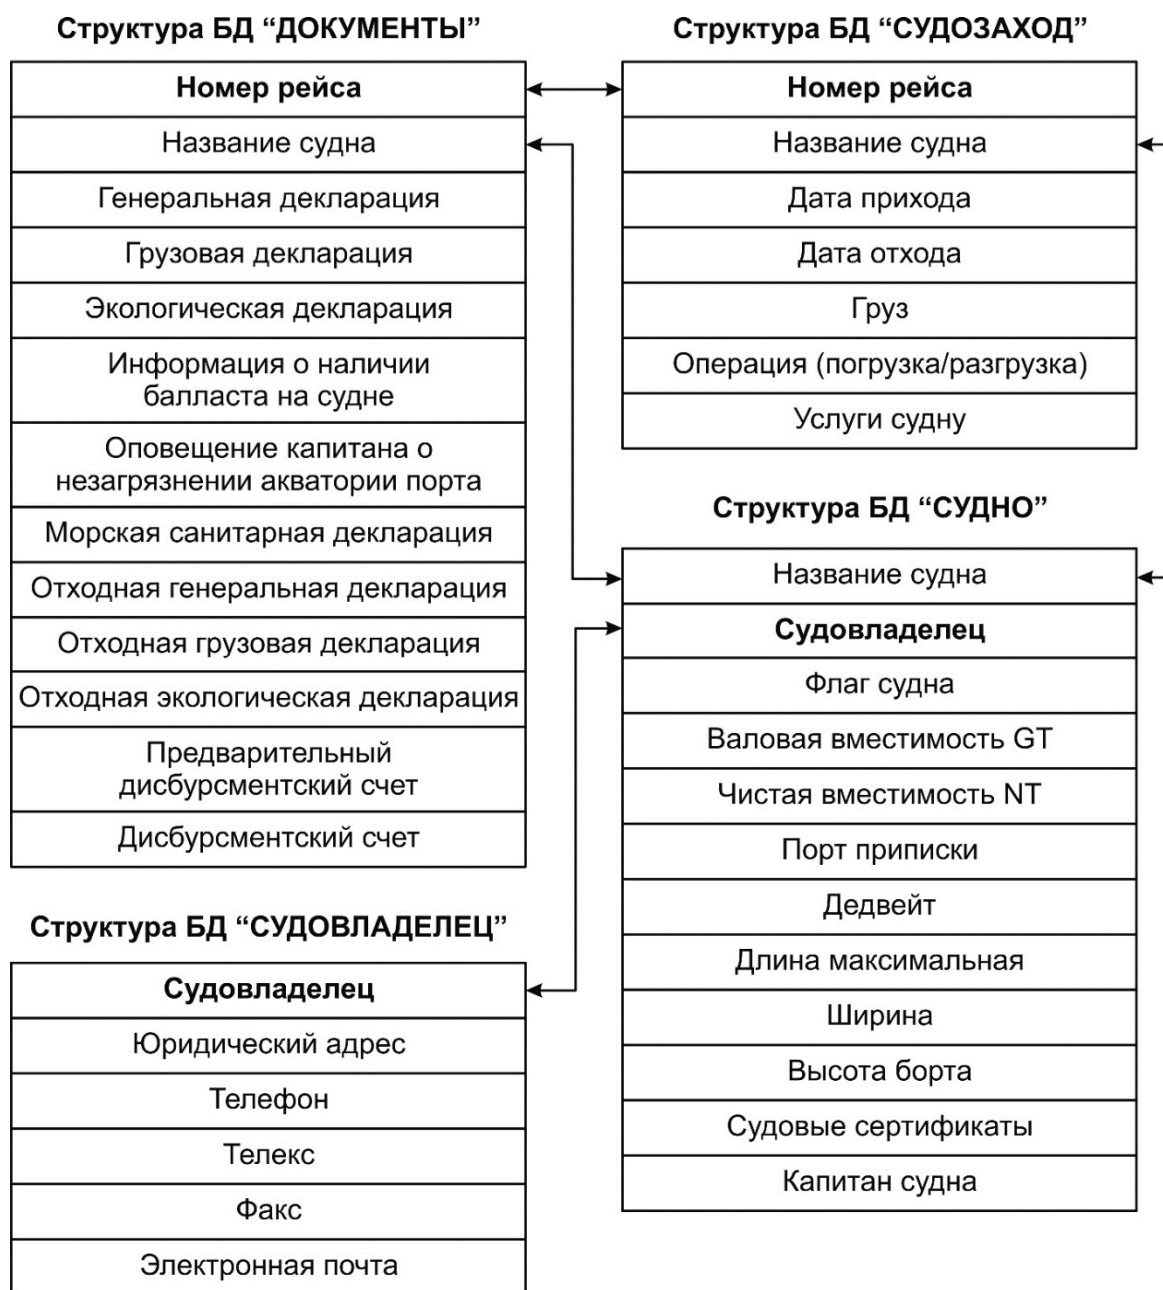 Структура БД “ДОКУМЕНТЫ”
Номер рейса
Название судна
Генеральная декларация
Грузовая декларация
Экологическая декларация
Информация о наличии
балласта на судне
Оповещение капитана о
незагрязнении акватории порта
Морская санитарная декларация
Отходная генеральная декларация
Отходная грузовая декларация
Отходная экологическая декларация
Предварительный
дисбурсментский счет
Дисбурсментский счет
Структура БД “СУДОВЛАДЕЛЕЦ”
Судовладелец
Юридический адрес
Телефон
Телекс
Факс
Электронная почта
Структура БД “СУДОЗАХОД”
Номер рейса
Название судна
Дата прихода
Дата отхода
Груз
Операция (погрузка/разгрузка)
Услуги судну
Структура БД “СУДНО”
Название судна
Судовладелец
Флаг судна
Валовая вместимость GT
Чистая вместимость NT
Порт приписки
Дедвейт
Длина максимальная
Ширина
Высота борта
Судовые сертификаты
Капитан судна